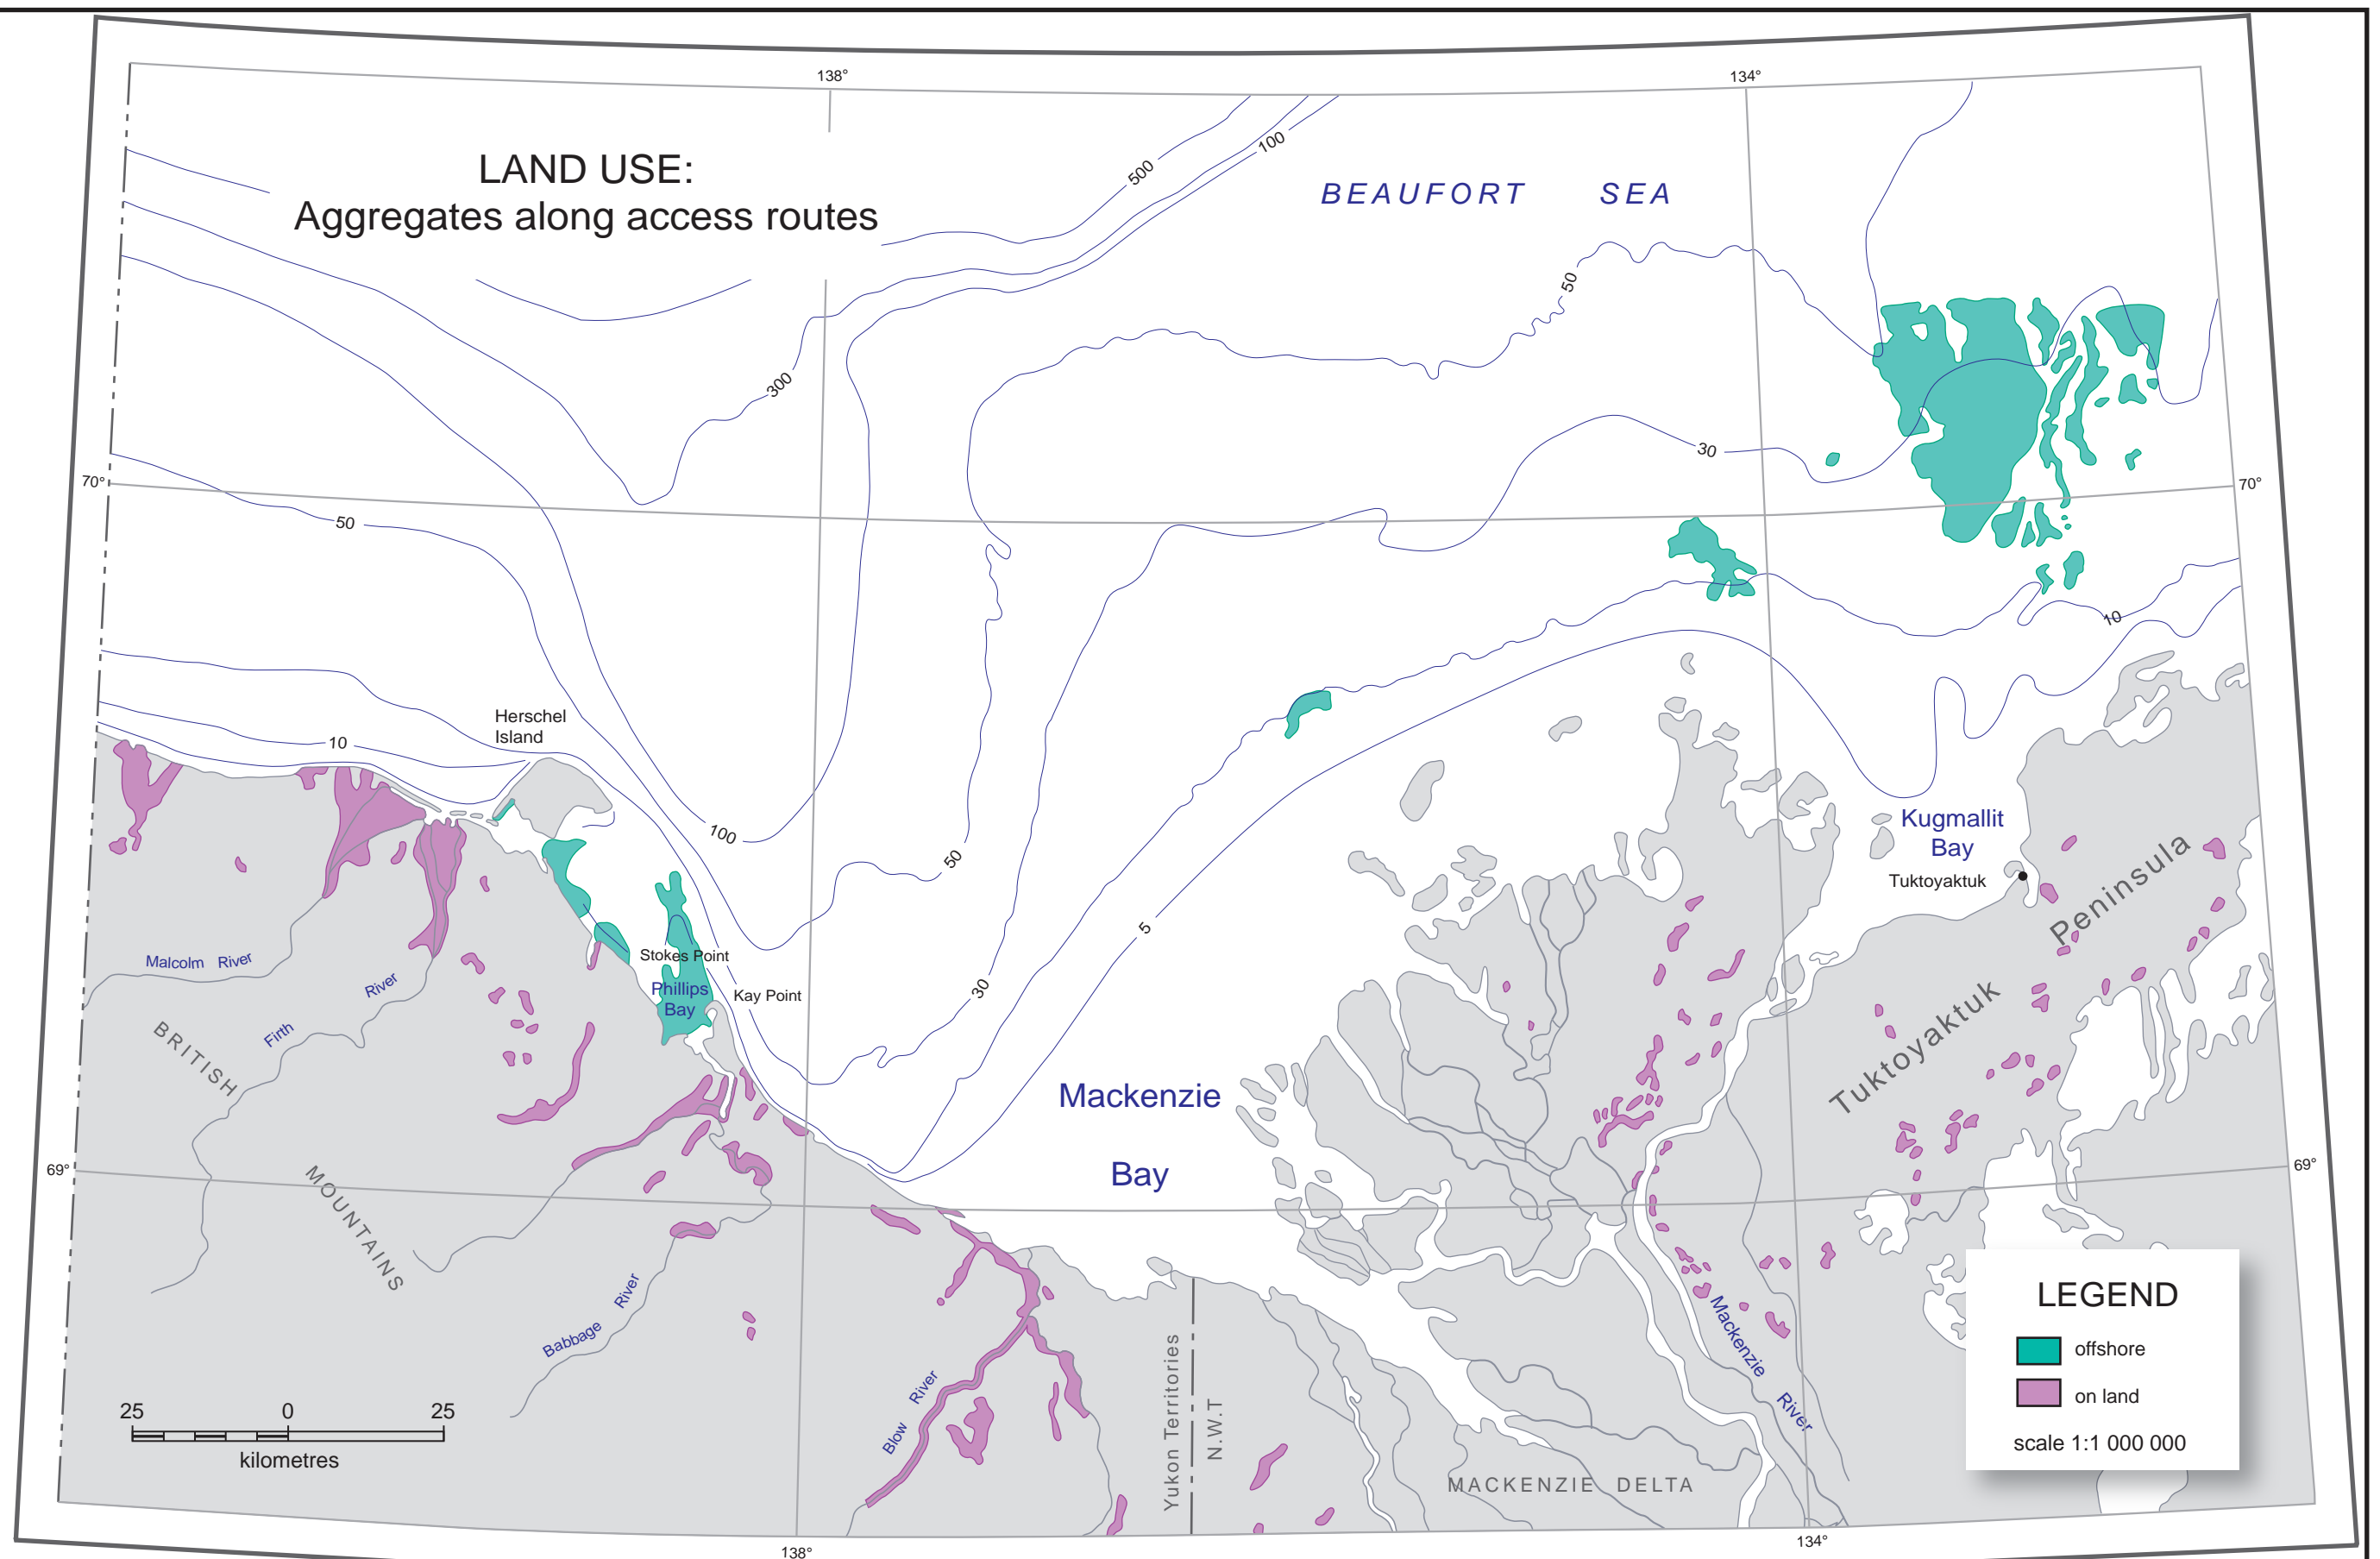 138°
134°
LAND USE:
Aggregates along access routes
500
100
BEAUFORT SEA
50
300
30
70°
70°
50
10
Herschel
Island
10
100
50
Kugmallit
Bay
Tuktoyaktuk
5
Stokes Point
Malcolm River
Phillips
Bay
Kay Point
30
Firth River
Tuktoyaktuk Peninsula
BRITISH
MOUNTAINS
Mackenzie
Bay
69°
69°
Babbage River
Blow River
Yukon Territories
N.W.T
Mackenzie River
MACKENZIE DELTA
25 0 25
kilometres
LEGEND
offshore
on land
scale 1:1 000 000
138°
134°